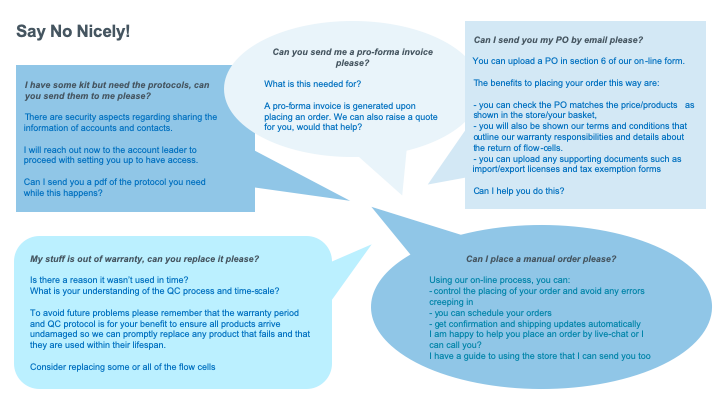 Say No Nicely!
I have some kit but need the protocols, can
you send them to me please?
There are security aspects regarding sharing the
information of accounts and contacts.
I will reach out now to the account leader to
proceed with setting you up to have access.
Can I send you a pdf of the protocol you need
while this happens?
Can you send me a pro-forma invoice
please?
What is this needed for?
A pro-forma invoice is generated upon
placing an order. We can also raise a quote
for you, would that help?
Can I send you my PO by email please?
You can upload a PO in section 6 of our on-line form.
The benefits to placing your order this way are:
- you can check the PO matches the price/products as
shown in the store/your basket,
- you will also be shown our terms and conditions that
outline our warranty responsibilities and details about
the return of flow-cells.
- you can upload any supporting documents such as
import/export licenses and tax exemption forms
Can I help you do this?
My stuff is out of warranty, can you replace it please?
Is there a reason it wasn't used in time?
What is your understanding of the QC process and time-scale?
To avoid future problems please remember that the warranty period
and QC protocol is for your benefit to ensure all products arrive
undamaged so we can promptly replace any product that fails and that
they are used within their lifespan.
Consider replacing some or all of the flow cells
Can I place a manual order please?
Using our on-line process, you can:
- control the placing of your order and avoid any errors
creeping in
- you can schedule your orders
- get confirmation and shipping updates automatically
I am happy to help you place an order by live-chat or I
can call you?
I have a guide to using the store that I can send you too